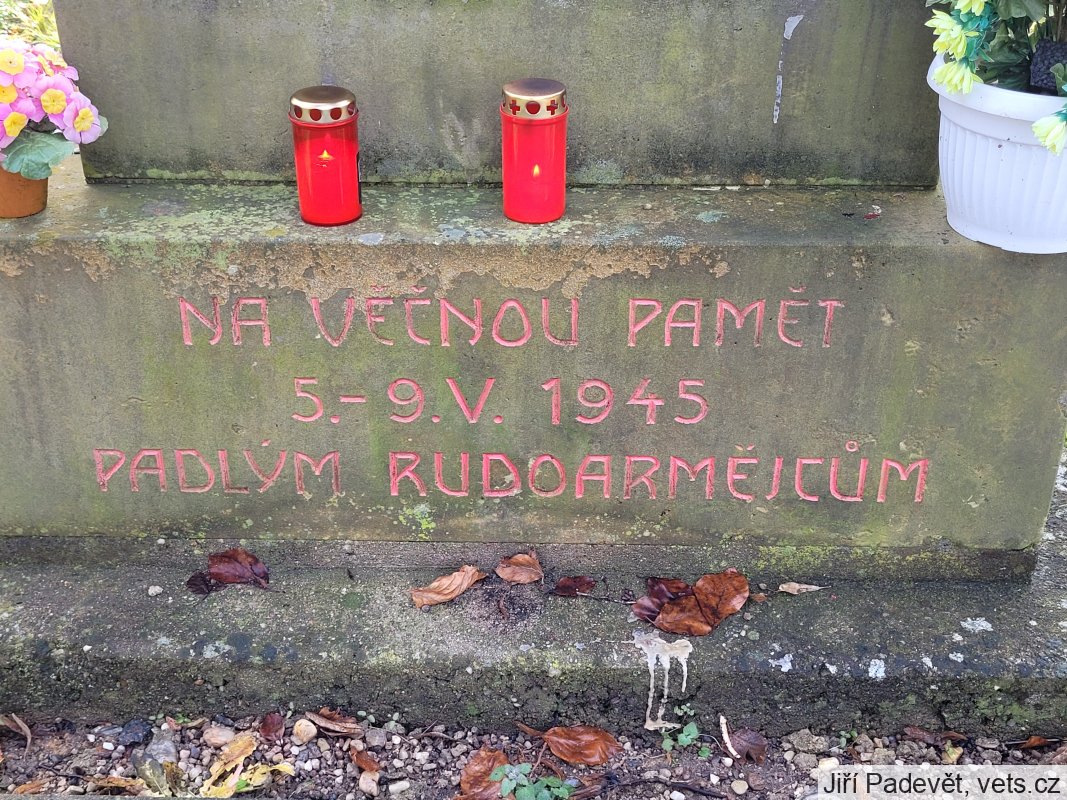 NA VĚČNOU PAMĚŤ
5.-9.V. 1945
PADLÝM RUDOARMĚJCŮM
Jiří Padevět, vets.cz